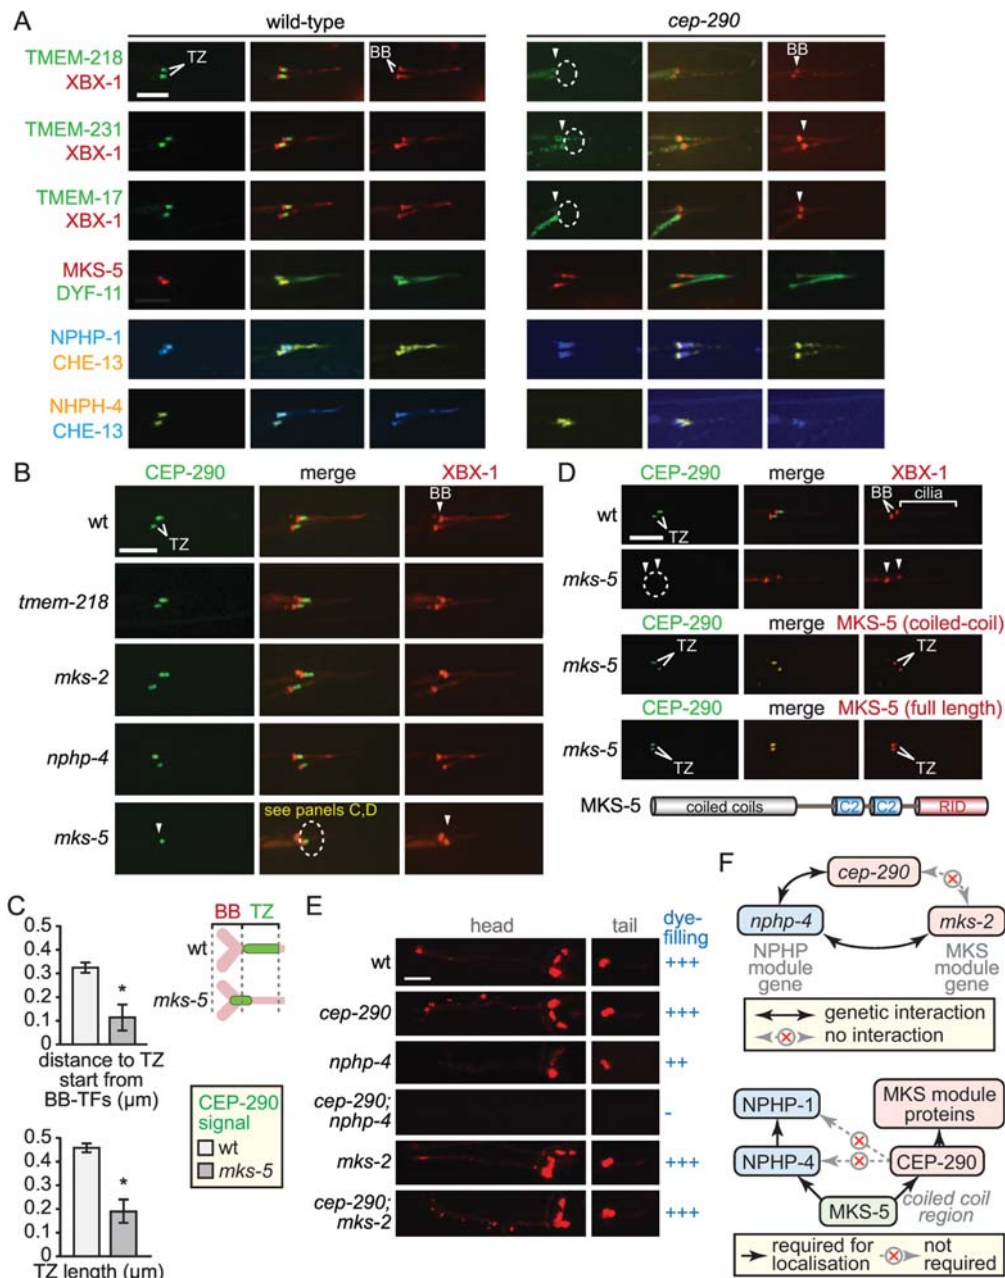 A
wild-type
cep-290
TMEM-218
XBX-1
TZ
BB
BB
TMEM-231
XBX-1
TMEM-17
XBX-1
MKS-5
DYF-11
NPHP-1
CHE-13
NHPH-4
CHE-13
B
CEP-290
merge
XBX-1
wt
TZ
BB
tmem-218
mks-2
nphp-4
mks-5
see panels C,D
D
CEP-290
merge
XBX-1
wt
TZ
BB
cilia
mks-5
CEP-290
merge
MKS-5 (coiled-coil)
mks-5
TZ
TZ
CEP-290
merge
MKS-5 (full length)
mks-5
TZ
TZ
MKS-5
coiled coils
C2
C2
RID
C
0.5
0.4
0.3
0.2
0.1
0
*
distance to TZ
start from
BB-TFs (µm)
BB
TZ
wt
mks-5
CEP-290
signal
wt
mks-5
0.5
0.4
0.3
0.2
0.1
0
*
TZ length (µm)
E
head
tail
dye-
filling
wt
+++
cep-290
+++
nphp-4
++
cep-290;
nphp-4
-
mks-2
+++
cep-290;
mks-2
+++
F
cep-290
nphp-4
mks-2
NPHP
module
gene
MKS
module
gene
genetic interaction
no interaction
NPHP-1
MKS module
proteins
NPHP-4
CEP-290
MKS-5
coiled coil
region
required for
localisation
not
required